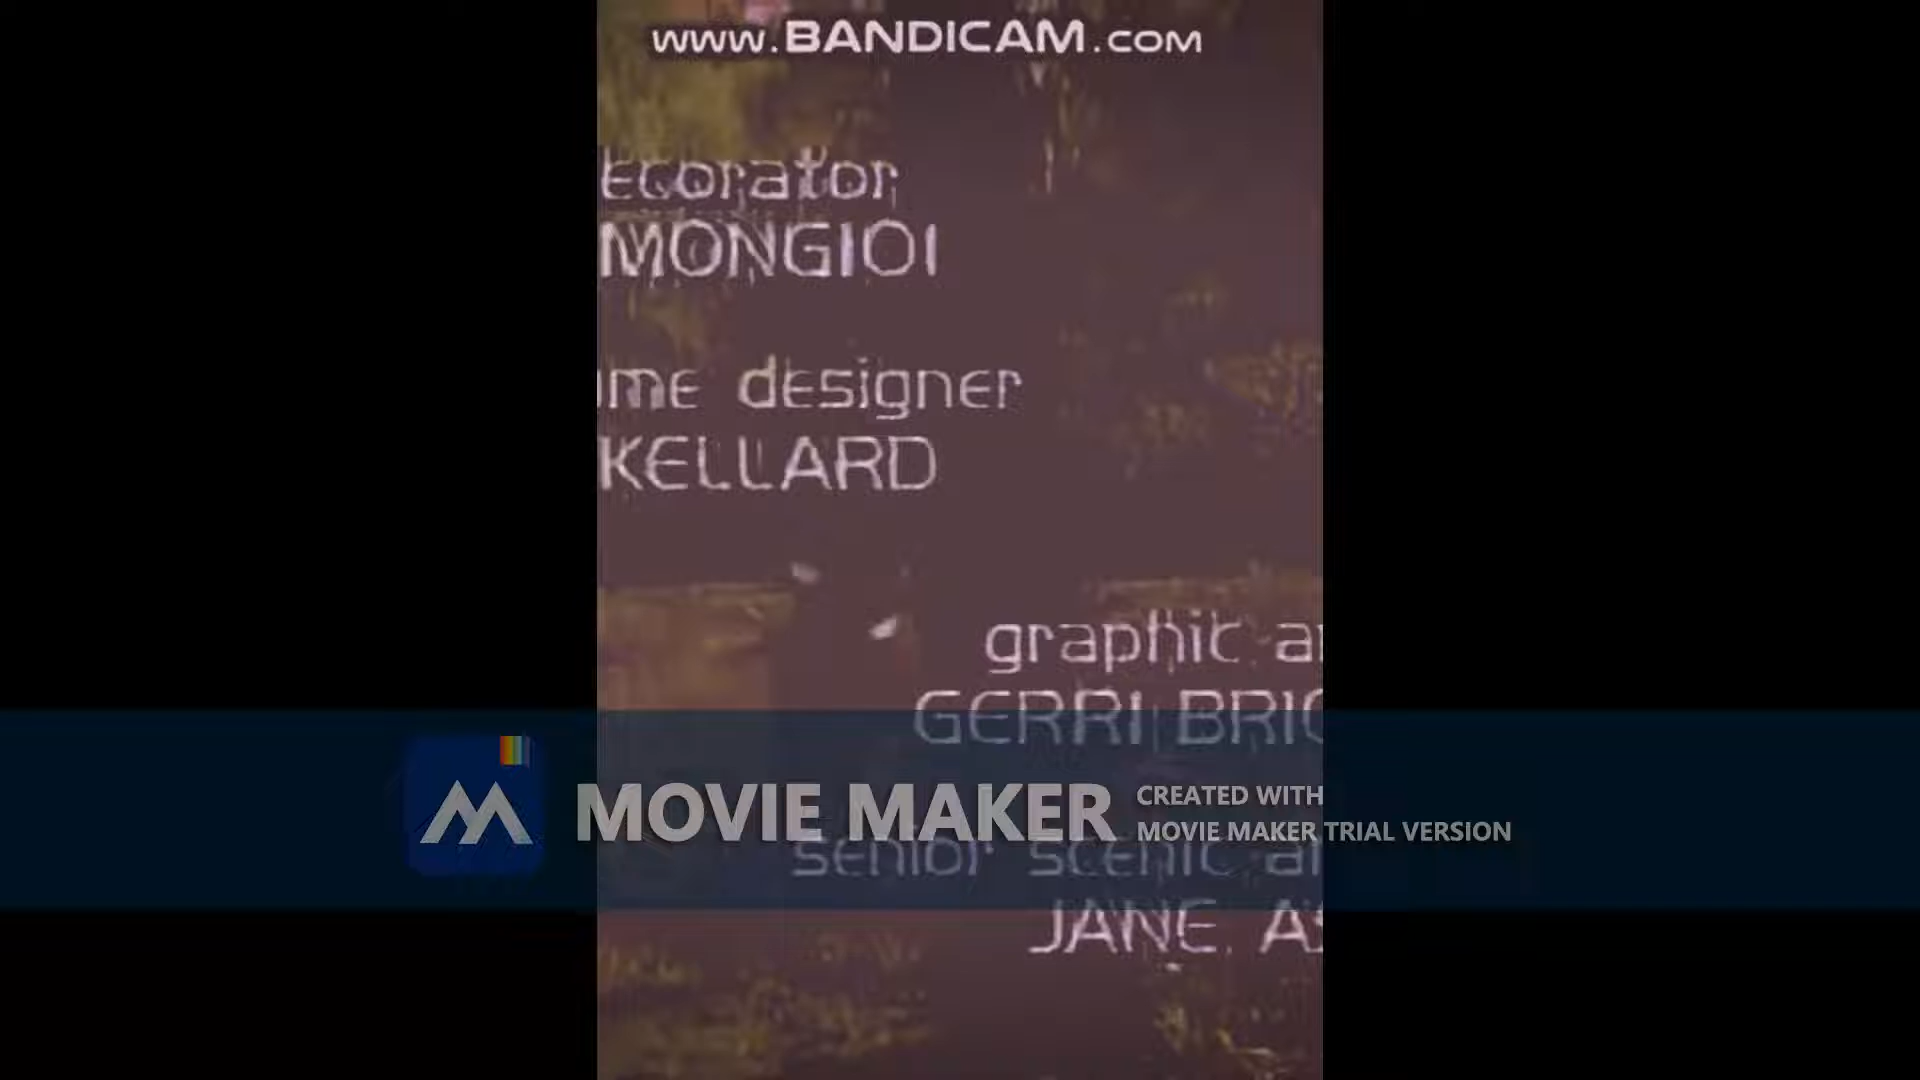 www.BANDICAM.com
ecorator
MONGIOI
ume designer
KELLARD
graphic a
GERRI BRI
MOVIE MAKER
CREATED WITH
MOVIE MAKER TRIAL VERSION
senior scenic a
JANE A